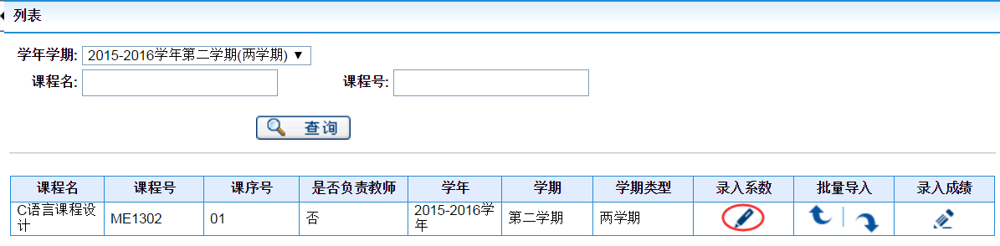 列表
学年学期: 2015-2016学年第二学期(两学期)
课程名: 课程号:
查询
课程名 课程号 课序号 是否负责教师 学年 学期 学期类型 录入系数 批量导入 录入成绩
C语言课程设计 ME1302 01 否 2015-2016学年 第二学期 两学期